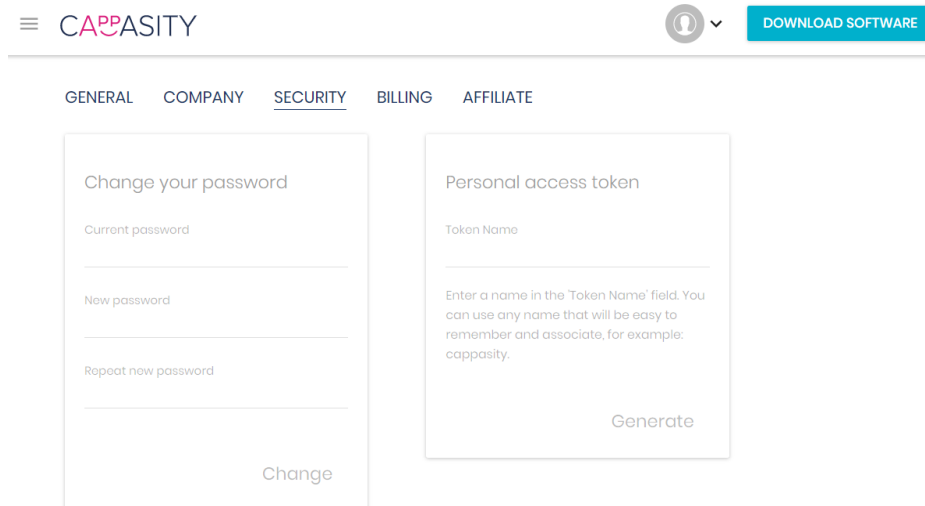 CAPPASITY
DOWNLOAD SOFTWARE
GENERAL COMPANY SECURITY BILLING AFFILIATE
Change your password
Current password
New password
Repeat new password
Change
Personal access token
Token Name
Enter a name in the 'Token Name' field. You
can use any name that will be easy to
remember and associate, for example:
cappasity.
Generate